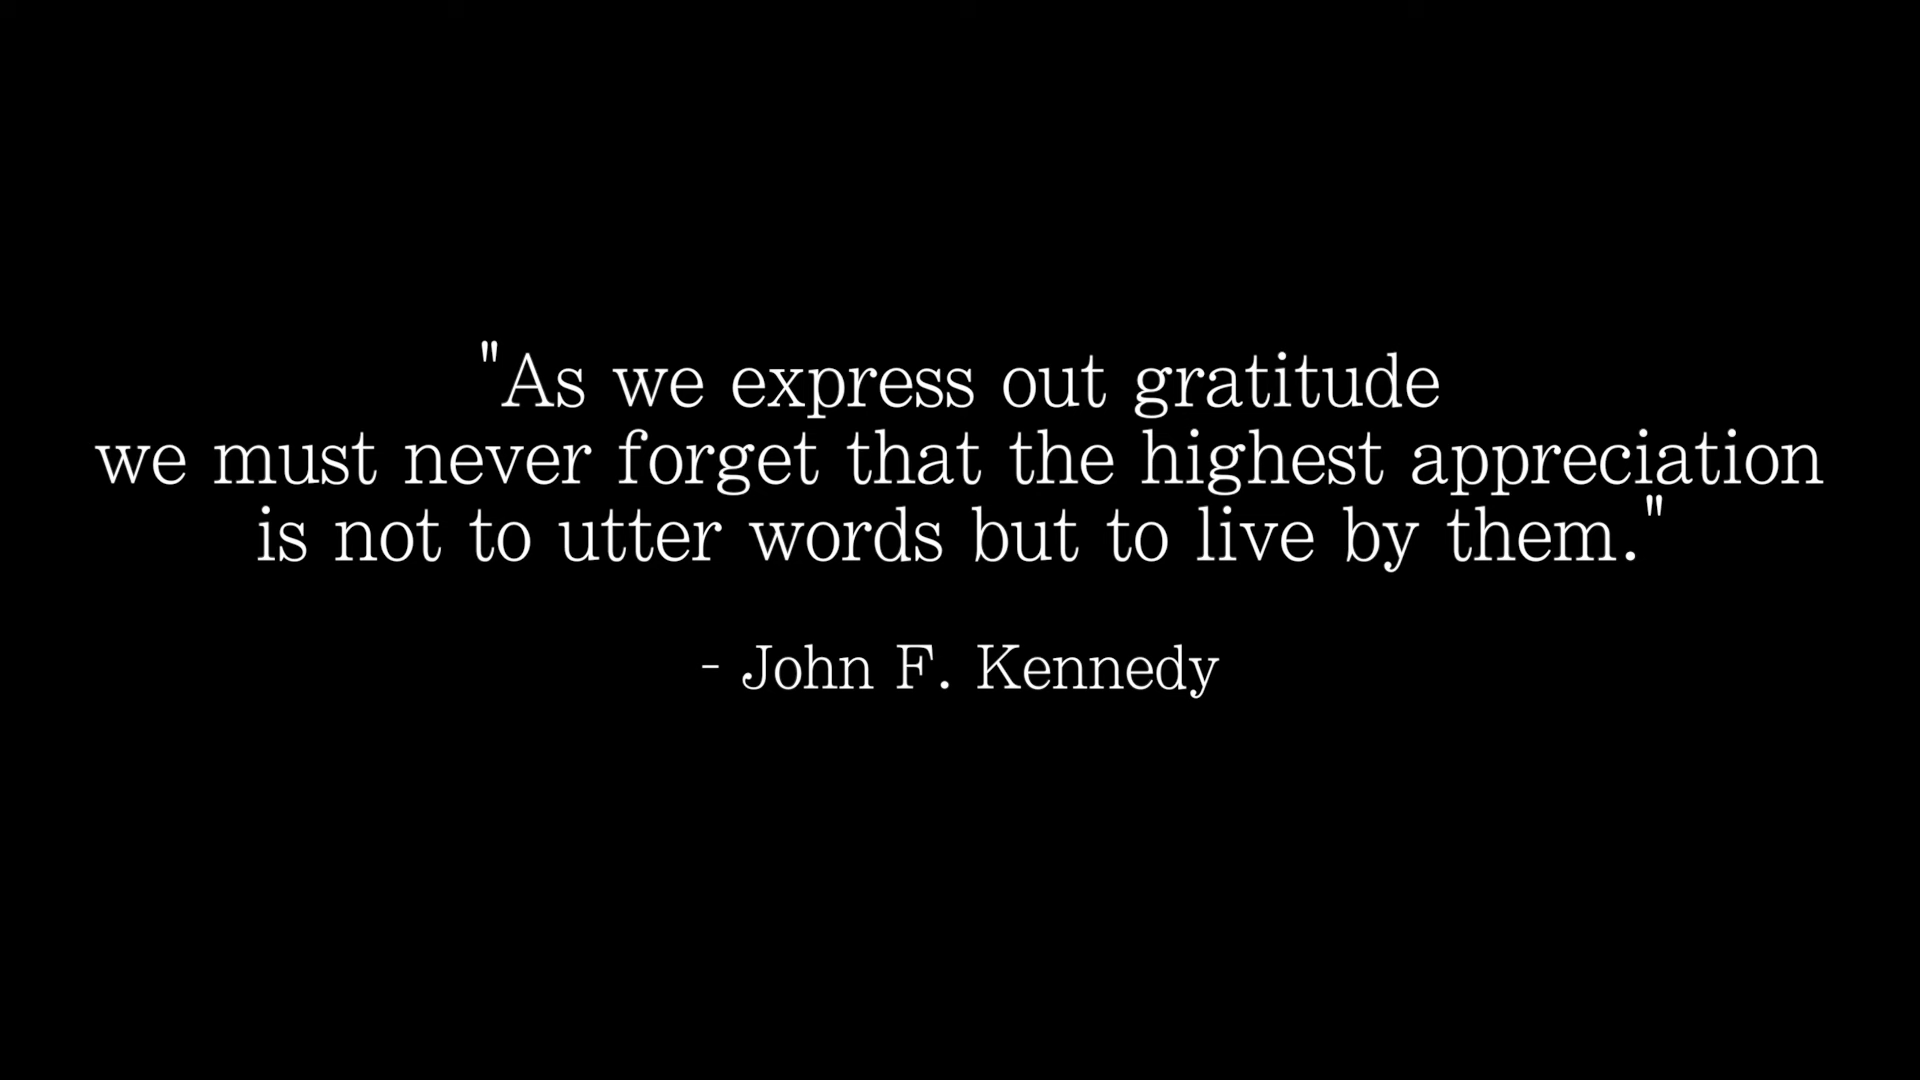 "As we express out gratitude
we must never forget that the highest appreciation
is not to utter words but to live by them."
- John F. Kennedy